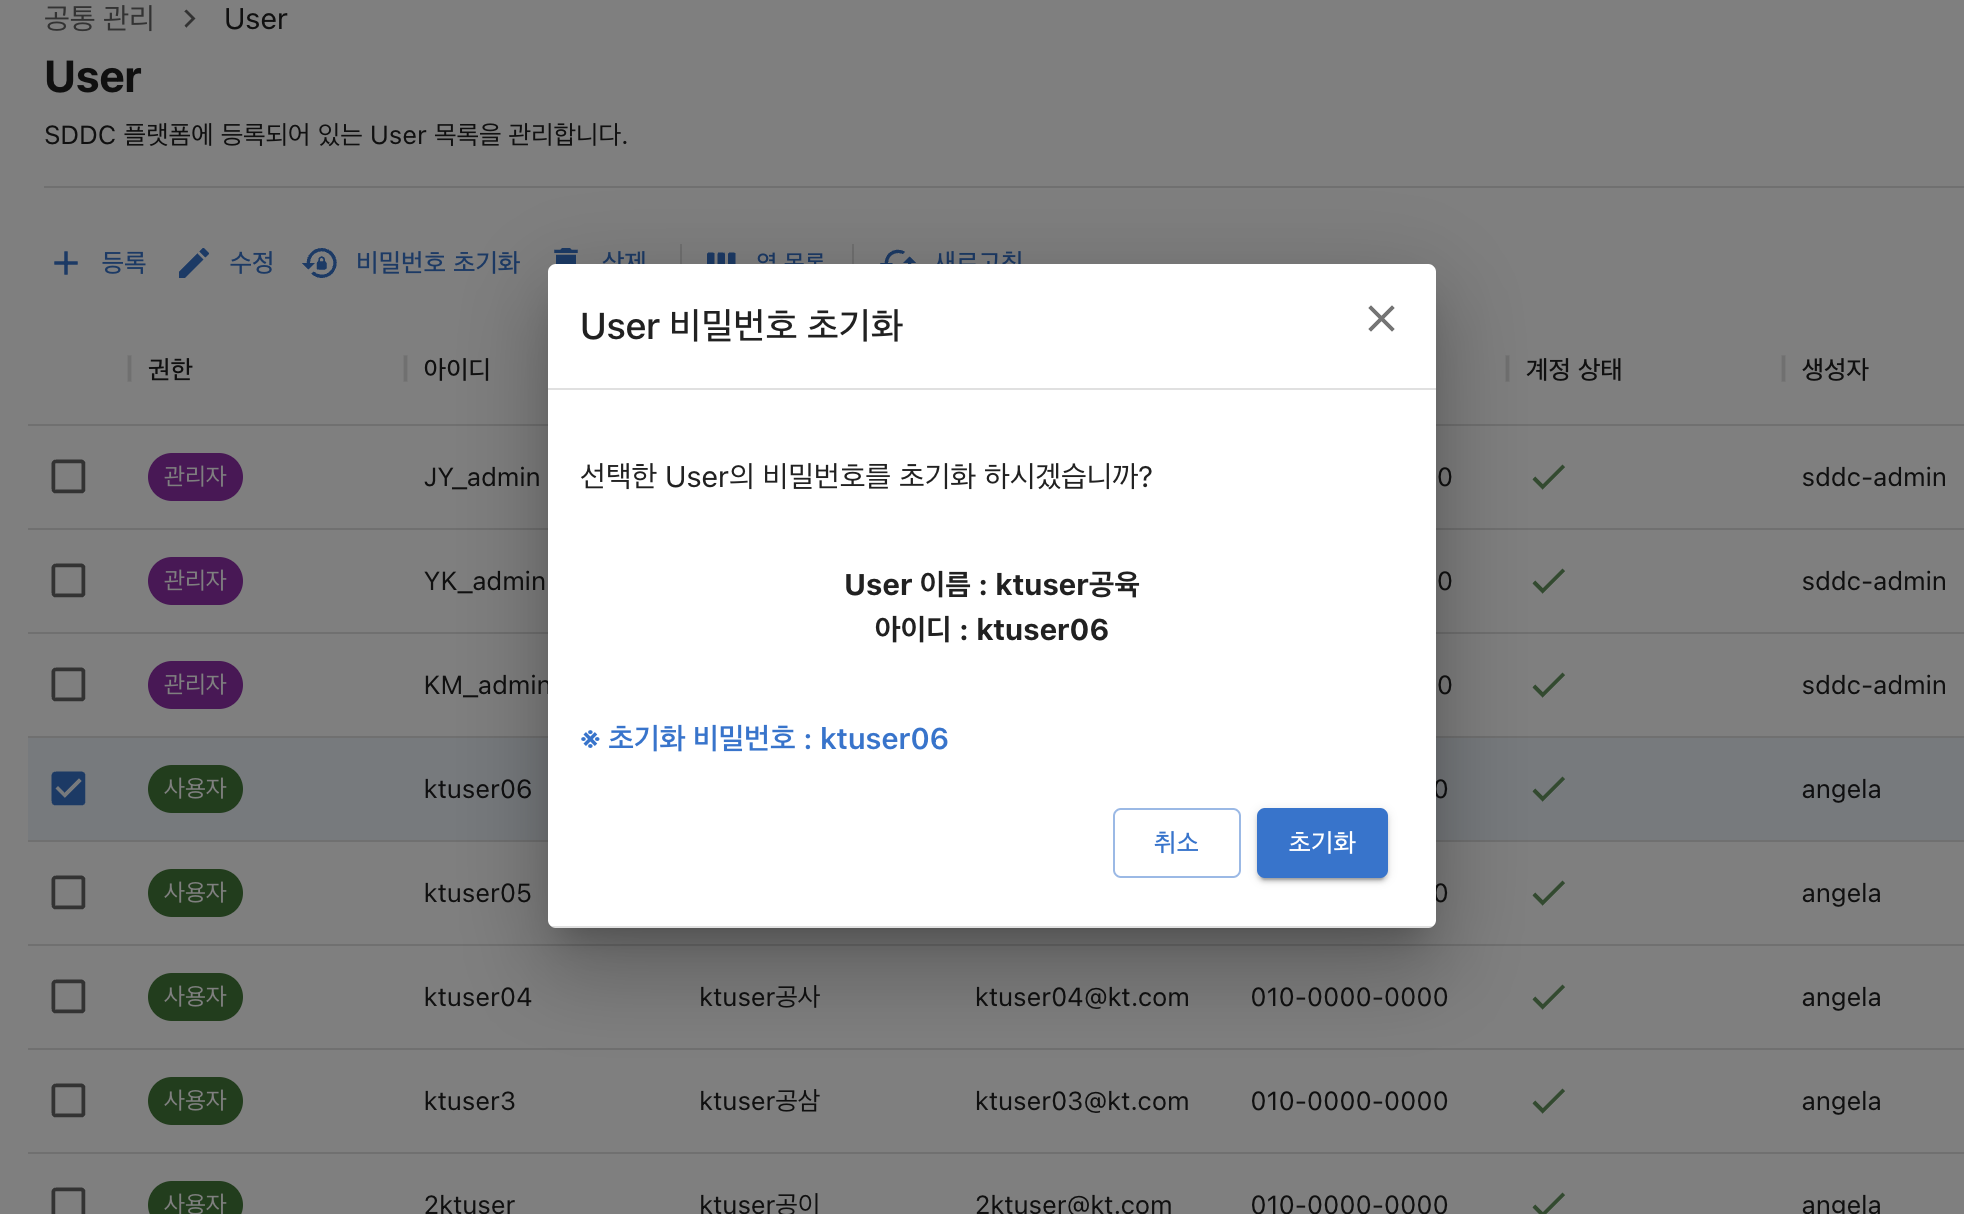 공통 관리 > User
User
SDDC 플랫폼에 등록되어 있는 User 목록을 관리합니다.
등록 수정 비밀번호 초기화 삭제 열 목록 새로고침
User 비밀번호 초기화
권한 아이디 계정 상태 생성자
선택한 User의 비밀번호를 초기화 하시겠습니까?
User 이름 : ktuser공육
아이디 : ktuser06
※ 초기화 비밀번호 : ktuser06
취소 초기화
관리자 JY_admin 0 sddc-admin
관리자 YK_admin 0 sddc-admin
관리자 KM_admin 0 sddc-admin
사용자 ktuser06 0 angela
사용자 ktuser05 0 angela
사용자 ktuser04 ktuser공사 ktuser04@kt.com 010-0000-0000 angela
사용자 ktuser3 ktuser공삼 ktuser03@kt.com 010-0000-0000 angela
사용자 2ktuser ktuser공이 2ktuser@kt.com 010-0000-0000 angela